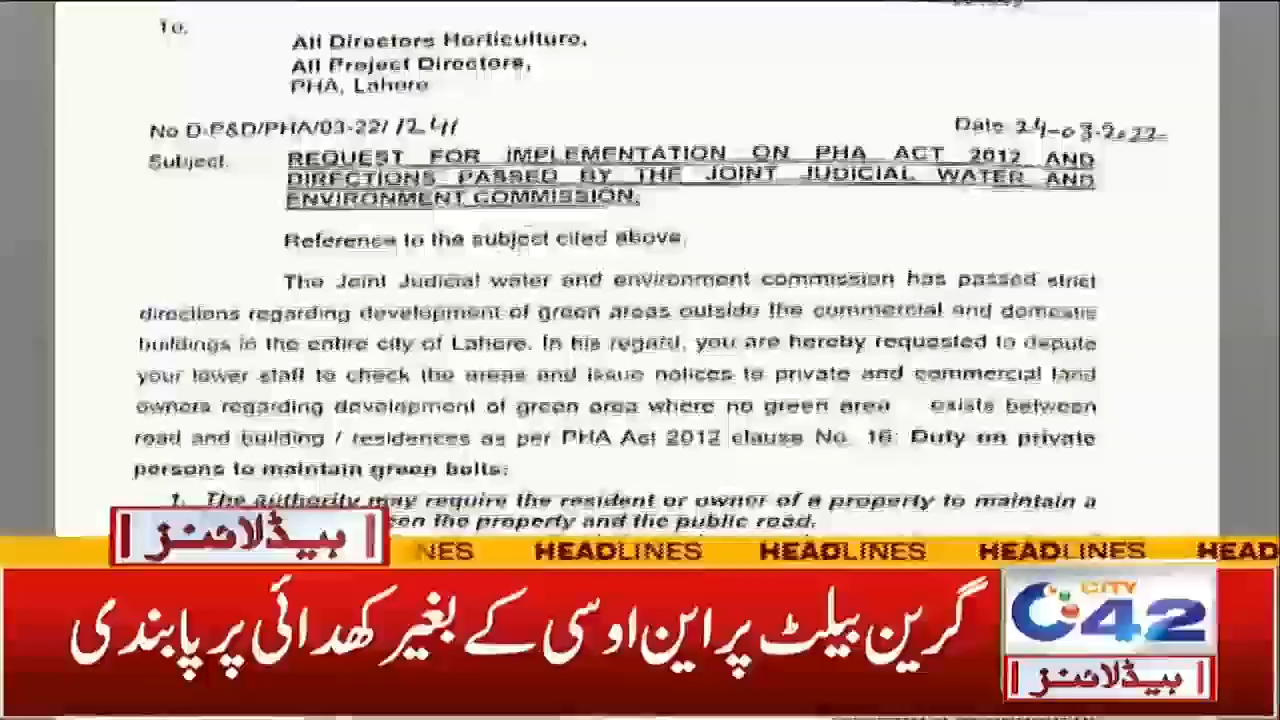 To,
All Directors Horticulture,
All Project Directors,
PHA, Lahore
No D-P&D/PHA/03-22/1241
Date 24-03-2022
Subject.
REQUEST FOR IMPLEMENTATION ON PHA ACT 2012 AND
DIRECTIONS PASSED BY THE JOINT JUDICIAL WATER AND
ENVIRONMENT COMMISSION.
Reference to the subject cited above,
The Joint Judicial water and environment commission has passed strict
directions regarding development of green areas outside the commercial and domestic
buildings in the entire city of Lahore. In his regard, you are hereby requested to depute
your lower staff to check the areas and issue notices to private and commercial land
owners regarding development of green area where no green area exists between
road and building / residences as per PHA Act 2012 clause No. 16: Duty on private
persons to maintain green belts:
1. The authority may require the resident or owner of a property to maintain a
the property and the public road.
ہیڈلائنز
NES HEADLINES HEADLINES HEADLINES HEAD
گرین بیلٹ پر این او سی کے بغیر کھدائی پر پابندی
CITY
42
ہیڈلائنز